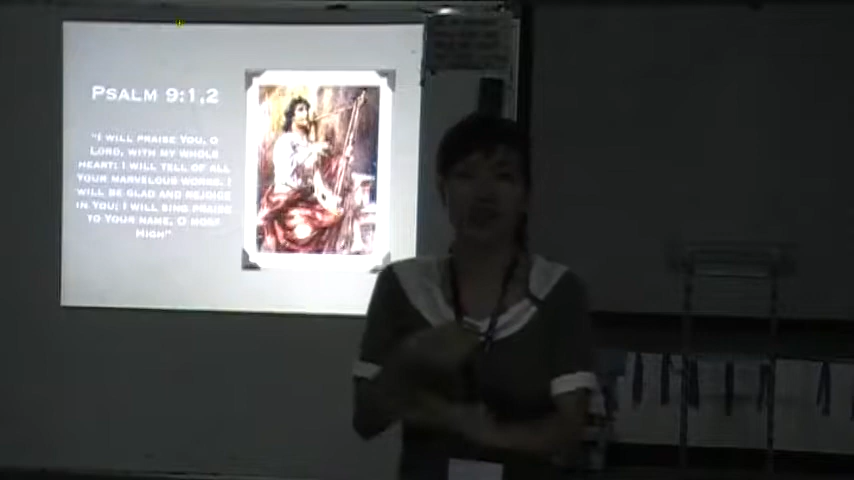 PSALM 9:1,2
"I WILL PRAISE YOU, O
LORD, WITH MY WHOLE
HEART; I WILL TELL OF ALL
YOUR MARVELOUS WORKS. I
WILL BE GLAD AND REJOICE
IN YOU; I WILL SING PRAISE
TO YOUR NAME, O MOST
HIGH"